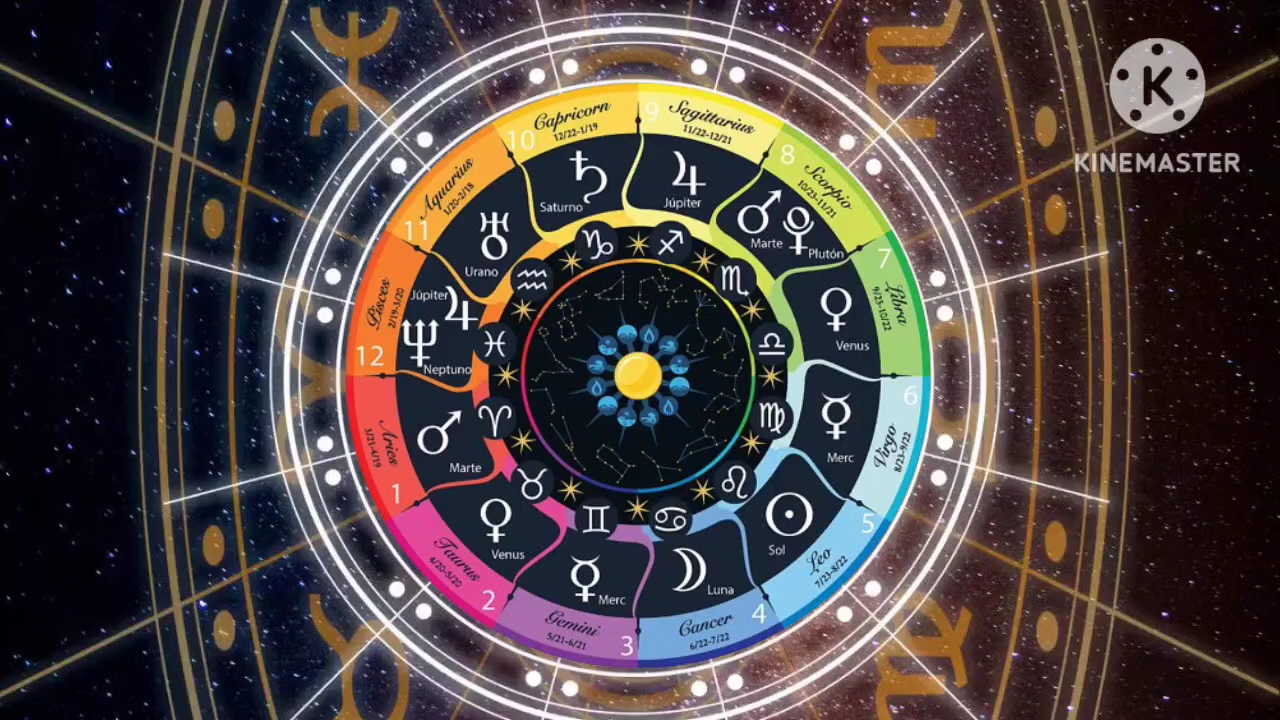 Capricorn
12/22-1/19
10
Saturno
9
Sagittarius
11/22-12/21
Júpiter
8
Scorpio
10/23-11/21
Marte
Plutón
7
Libra
9/23-10/22
Venus
6
Virgo
8/23-9/22
Merc
5
Leo
7/23-8/22
Sol
4
Cancer
6/22-7/22
Luna
3
Gemini
5/21-6/21
Merc
2
Taurus
4/20-5/20
Venus
1
Aries
3/21-4/19
Marte
12
Pisces
2/19-3/20
Júpiter
Neptuno
11
Aquarius
1/20-2/18
Urano
K
KINEMASTER